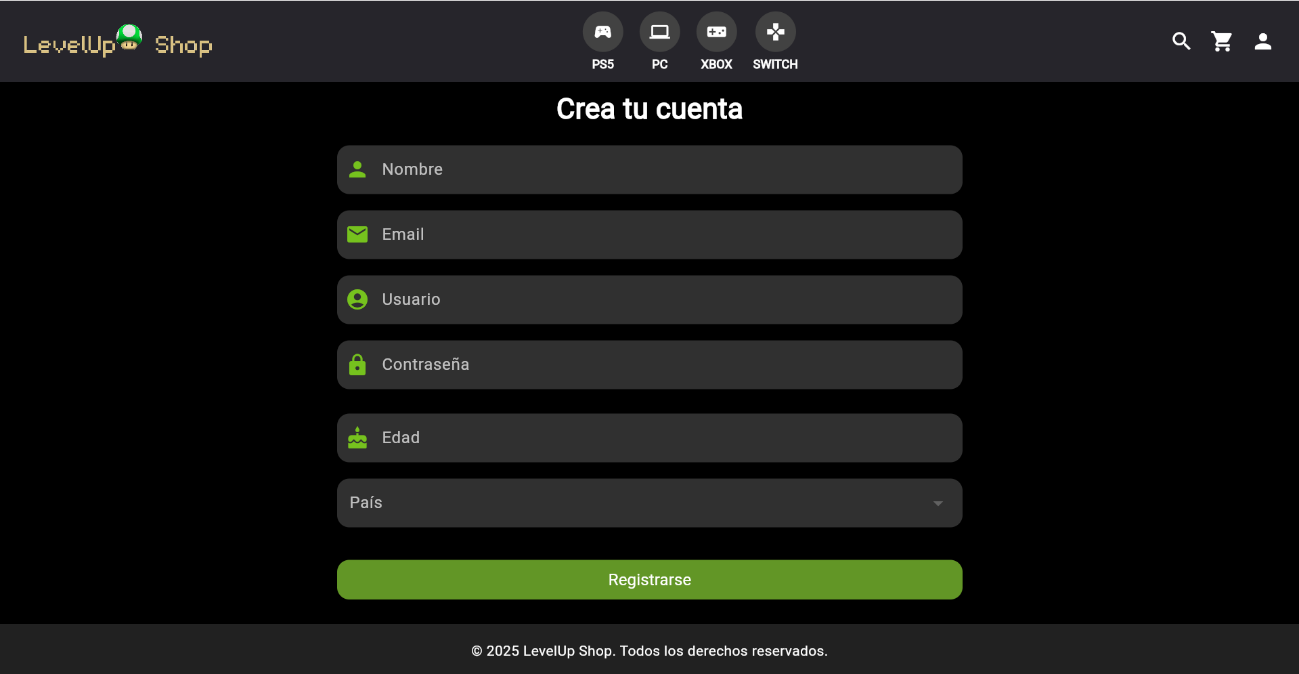 LevelUp Shop
PS5 PC XBOX SWITCH
Crea tu cuenta
Nombre
Email
Usuario
Contraseña
Edad
País
Registrarse
© 2025 LevelUp Shop. Todos los derechos reservados.